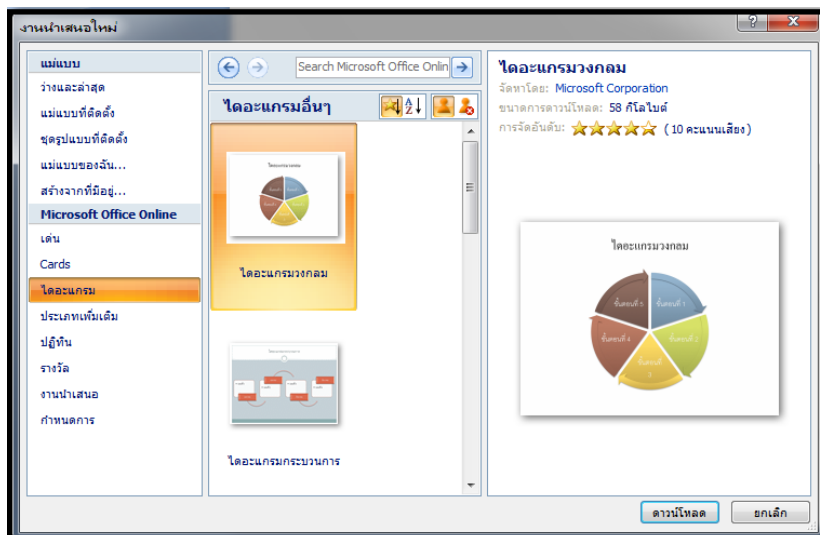 งานนำเสนอใหม่
แม่แบบ
ว่างและล่าสุด
แม่แบบที่ติดตั้ง
ชุดรูปแบบที่ติดตั้ง
แม่แบบของฉัน...
สร้างจากที่มีอยู่...
Microsoft Office Online
เด่น
Cards
ไดอะแกรม
ประเภทเพิ่มเติม
ปฏิทิน
รางวัล
งานนำเสนอ
กำหนดการ
Search Microsoft Office Onlin
ไดอะแกรมอื่นๆ
ไดอะแกรมวงกลม
ไดอะแกรมวงกลม
ไดอะแกรมกระบวนการ
ไดอะแกรมวงกลม
จัดหาโดย: Microsoft Corporation
ขนาดการดาวน์โหลด: 58 กิโลไบต์
การจัดอันดับ: (10 คะแนนเสียง)
ไดอะแกรมวงกลม
ขั้นตอนที่ 5 ขั้นตอนที่ 1
ขั้นตอนที่ 4 ขั้นตอนที่ 2
ขั้นตอนที่
3
ดาวน์โหลด ยกเลิก